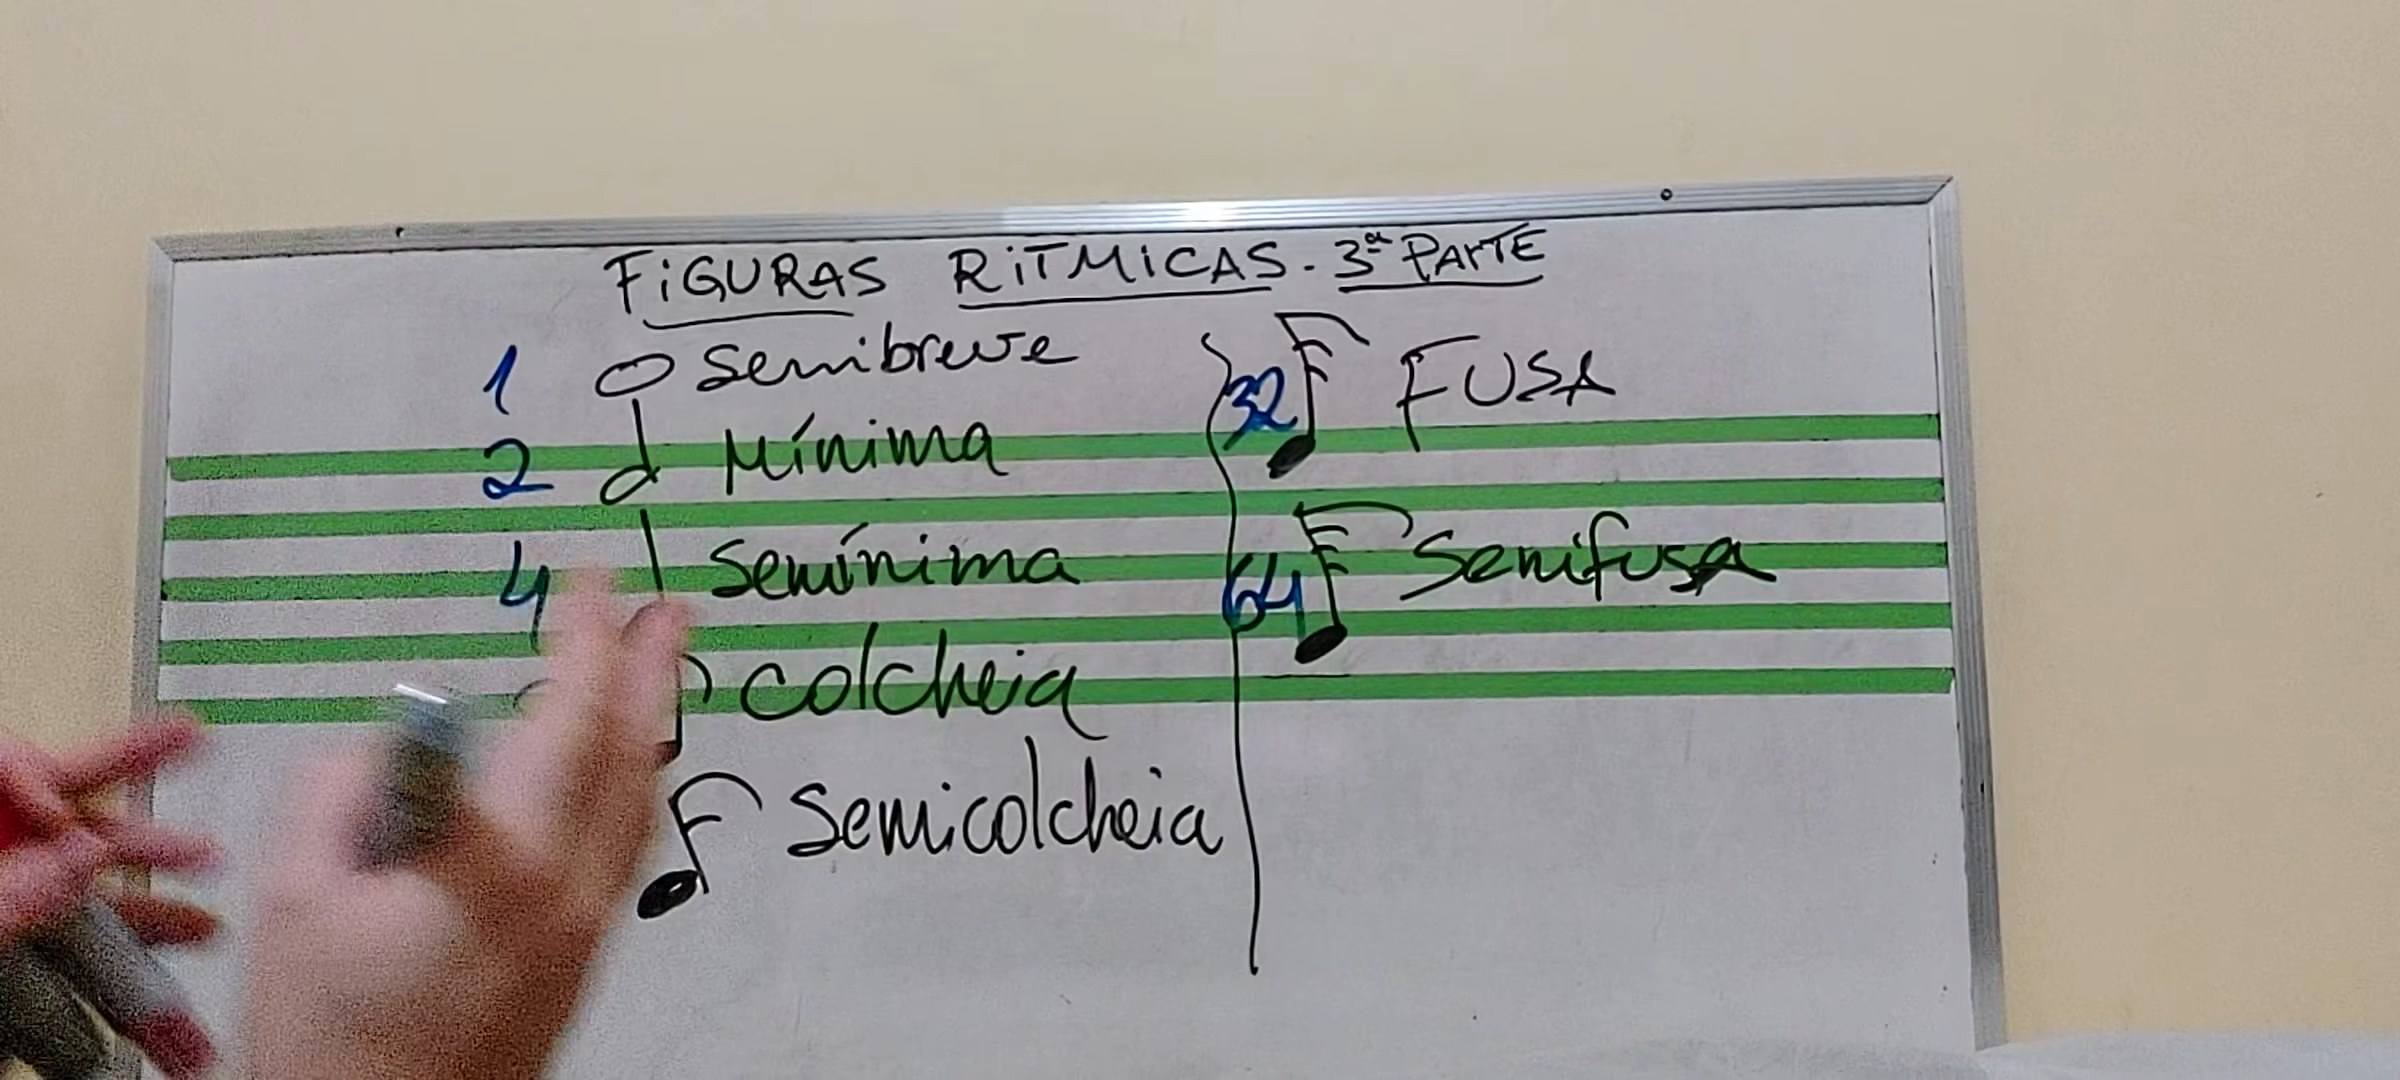 FIGURAS RITMICAS. 3ª PARTE
1 semibreve
2 Mínima
4 Semínima
colcheia
Semicolcheia
32 FUSA
64 Semifusa